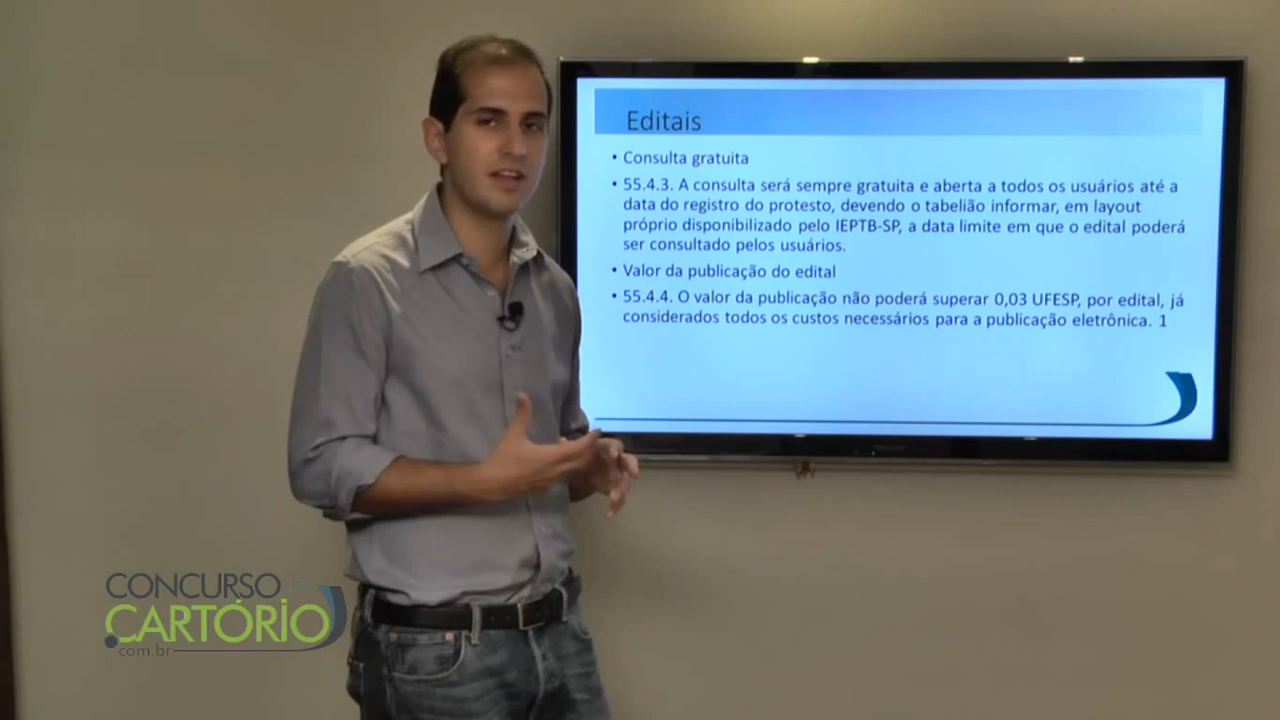 Editais
• Consulta gratuita
• 55.4.3. A consulta será sempre gratuita e aberta a todos os usuários até a
data do registro do protesto, devendo o tabelião informar, em layout
próprio disponibilizado pelo IEPTB-SP, a data limite em que o edital poderá
ser consultado pelos usuários.
• Valor da publicação do edital
• 55.4.4. O valor da publicação não poderá superar 0,03 UFESP, por edital, já
considerados todos os custos necessários para a publicação eletrônica. 1
CONCURSO
CARTÓRIO
.com.br